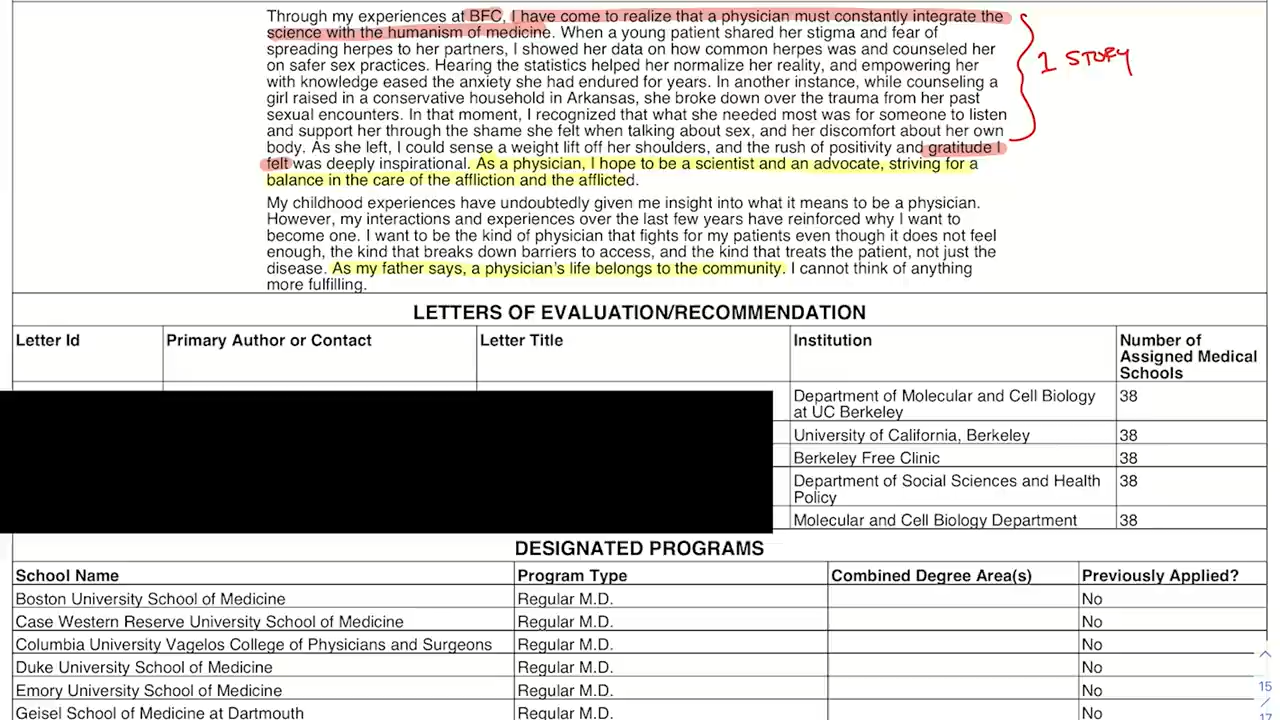 Through my experiences at BFC, I have come to realize that a physician must constantly integrate the
science with the humanism of medicine. When a young patient shared her stigma and fear of
spreading herpes to her partners, I showed her data on how common herpes was and counseled her
on safer sex practices. Hearing the statistics helped her normalize her reality, and empowering her
with knowledge eased the anxiety she had endured for years. In another instance, while counseling a
girl raised in a conservative household in Arkansas, she broke down over the trauma from her past
sexual encounters. In that moment, I recognized that what she needed most was for someone to listen
and support her through the shame she felt when talking about sex, and her discomfort about her own
body. As she left, I could sense a weight lift off her shoulders, and the rush of positivity and gratitude I
felt was deeply inspirational. As a physician, I hope to be a scientist and an advocate, striving for a
balance in the care of the affliction and the afflicted.
1 STORY
My childhood experiences have undoubtedly given me insight into what it means to be a physician.
However, my interactions and experiences over the last few years have reinforced why I want to
become one. I want to be the kind of physician that fights for my patients even though it does not feel
enough, the kind that breaks down barriers to access, and the kind that treats the patient, not just the
disease. As my father says, a physician's life belongs to the community. I cannot think of anything
more fulfilling.
LETTERS OF EVALUATION/RECOMMENDATION
Letter Id Primary Author or Contact Letter Title Institution Number of
Assigned Medical
Schools
Department of Molecular and Cell Biology 38
at UC Berkeley
University of California, Berkeley 38
Berkeley Free Clinic 38
Department of Social Sciences and Health 38
Policy
Molecular and Cell Biology Department 38
DESIGNATED PROGRAMS
School Name Program Type Combined Degree Area(s) Previously Applied?
Boston University School of Medicine Regular M.D. No
Case Western Reserve University School of Medicine Regular M.D. No
Columbia University Vagelos College of Physicians and Surgeons Regular M.D. No
Duke University School of Medicine Regular M.D. No
Emory University School of Medicine Regular M.D. No
Geisel School of Medicine at Dartmouth Regular M.D. No
15
/
17